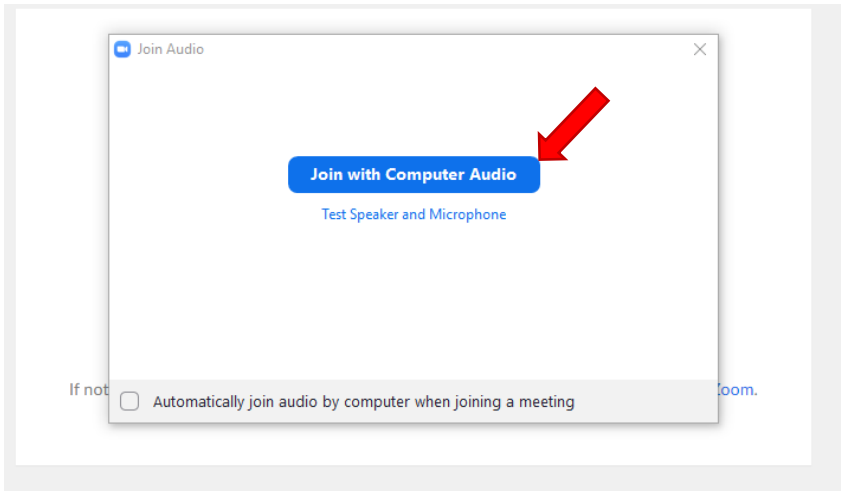 Join Audio
Join with Computer Audio
Test Speaker and Microphone
If not
Automatically join audio by computer when joining a meeting